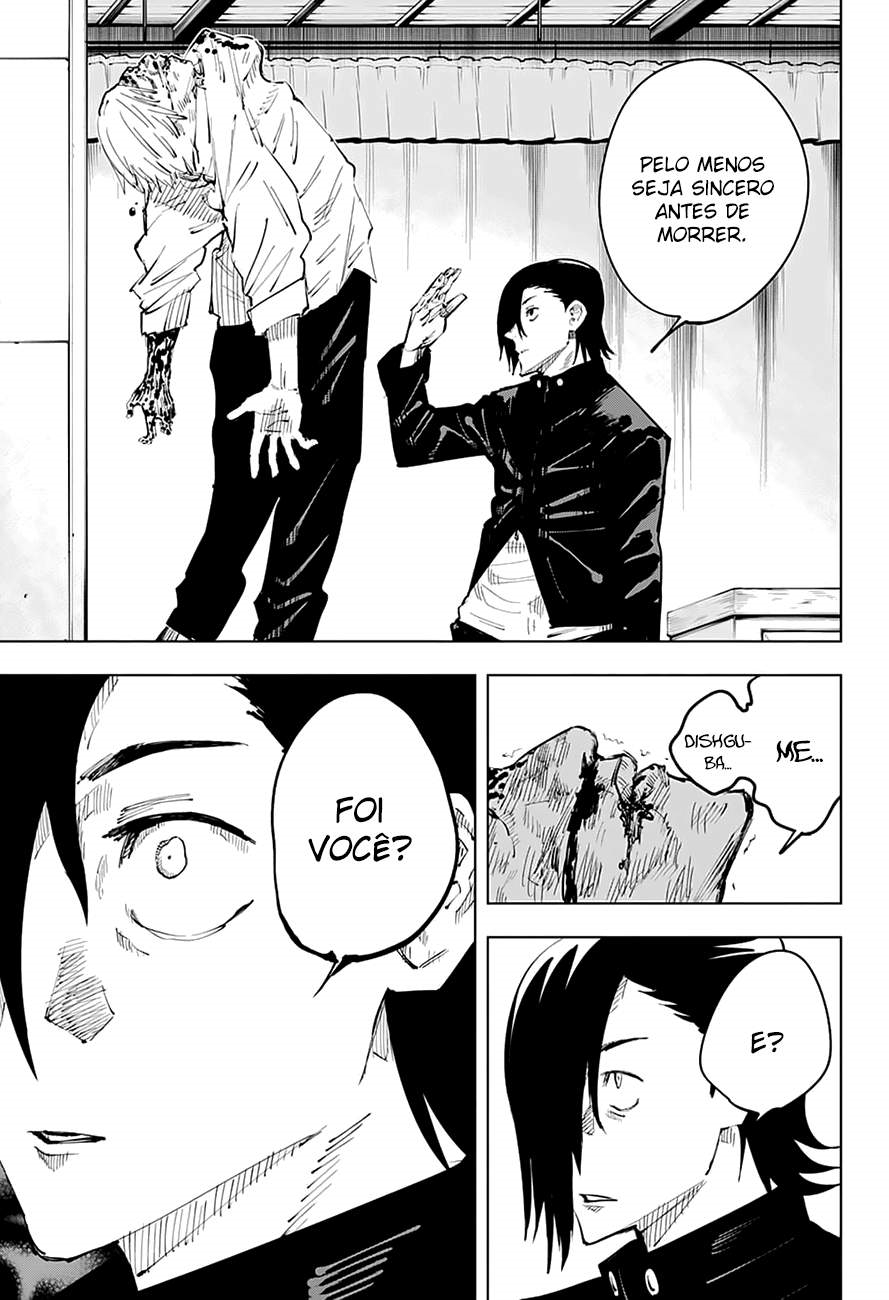 PELO MENOS
SEJA SINCERO
ANTES DE
MORRER.
ME...
DISHGU-
BA...
E?
FOI
VOCÊ?